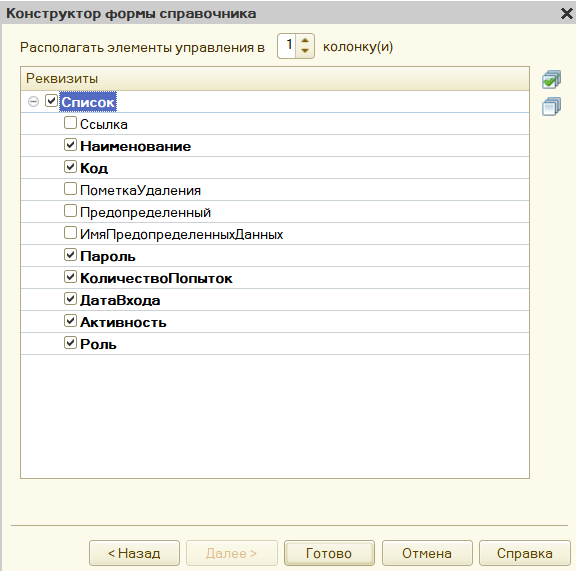 Конструктор формы справочника
Располагать элементы управления в 1 колонку(и)
Реквизиты
Список
Ссылка
Наименование
Код
ПометкаУдаления
Предопределенный
ИмяПредопределенныхДанных
Пароль
КоличествоПопыток
ДатаВхода
Активность
Роль
< Назад Далее > Готово Отмена Справка